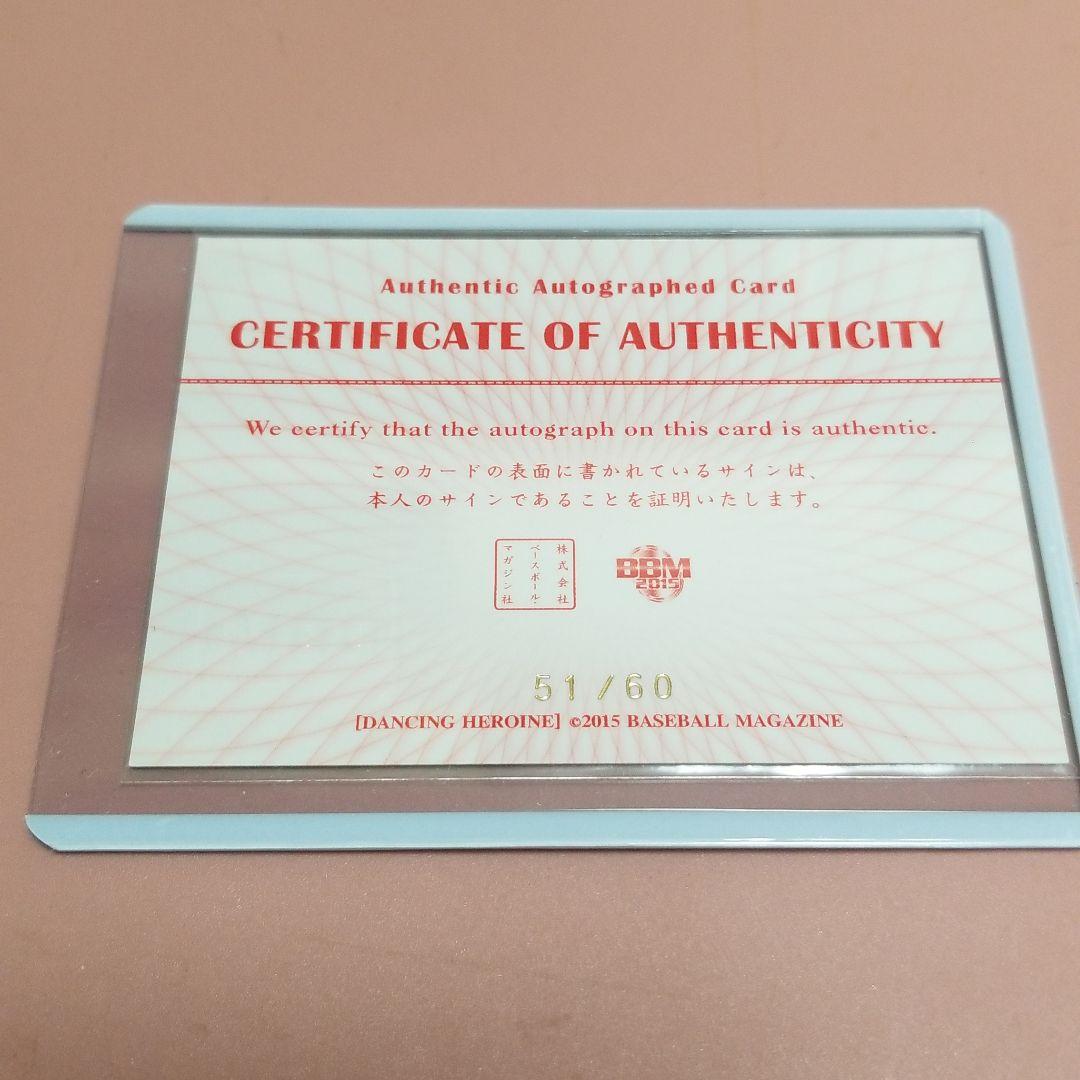 Authentic Autographed Card
CERTIFICATE OF AUTHENTICITY
We certify that the autograph on this card is authentic.
このカードの表面に書かれているサインは、
本人のサインであることを証明いたします。
株式会社
ベースボール・
マガジン社
BBM
2015
51/60
[DANCING HEROINE] ©2015 BASEBALL MAGAZINE